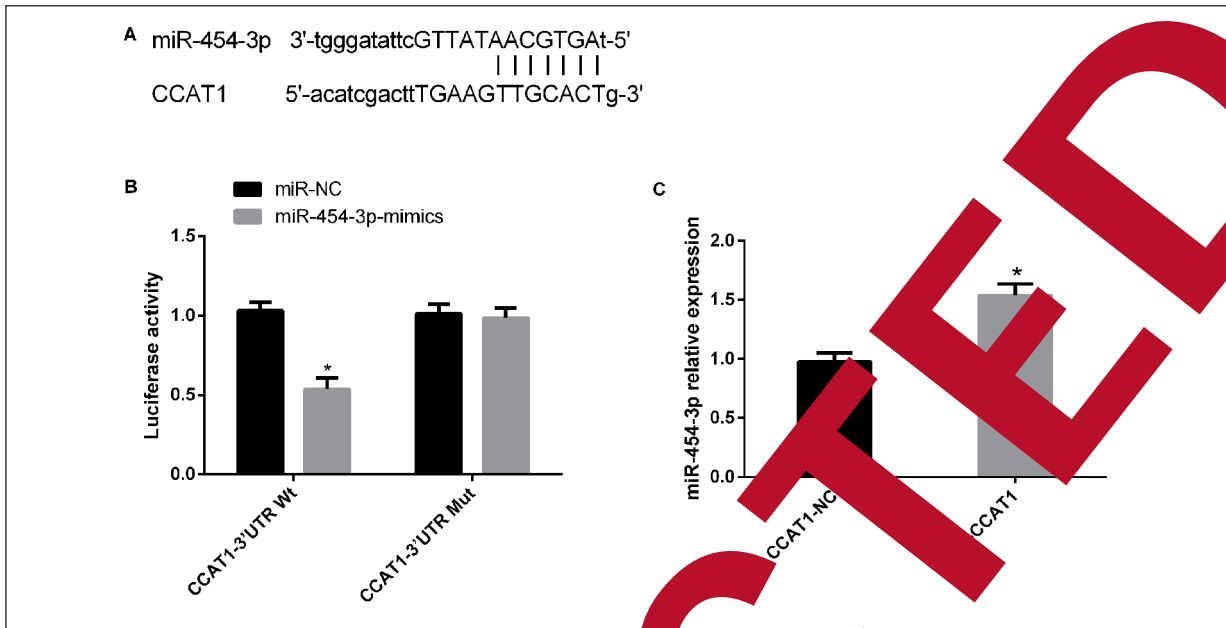 A
miR-454-3p 3'-tgggatattcGTTATAACGTGAt-5'
CCAT1 5'-acatcgactttTGAAGTTGCACTg-3'
B
miR-NC
miR-454-3p-mimics
Luciferase activity
1.5
1.0
0.5
0.0
*
CCAT1-3'UTR Wt
CCAT1-3'UTR Mut
C
miR-454-3p relative expression
2.0
1.5
1.0
0.5
0.0
*
CCAT1-NC
CCAT1
CTED